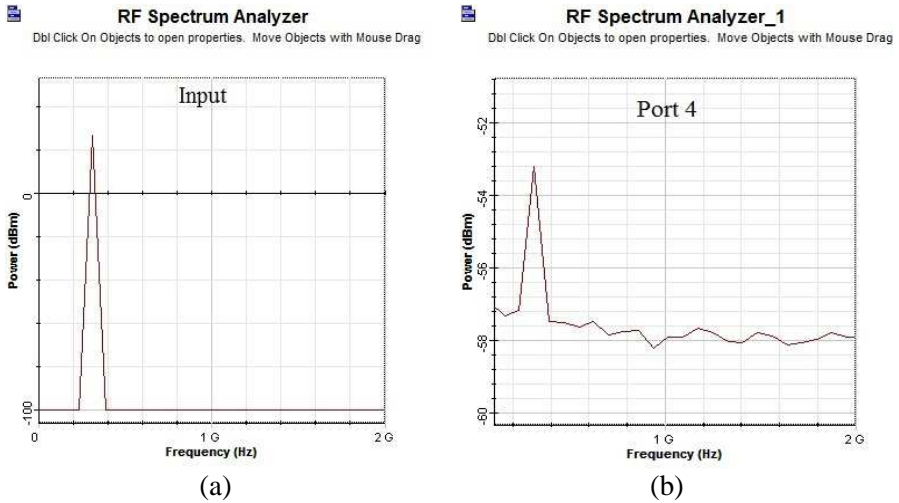 RF Spectrum Analyzer
Dbl Click On Objects to open properties. Move Objects with Mouse Drag
Input
Power (dBm)
0
-100
0
1 G
2 G
Frequency (Hz)
(a)
RF Spectrum Analyzer_1
Dbl Click On Objects to open properties. Move Objects with Mouse Drag
Port 4
Power (dBm)
-52
-54
-56
-58
-60
1 G
2 G
Frequency (Hz)
(b)